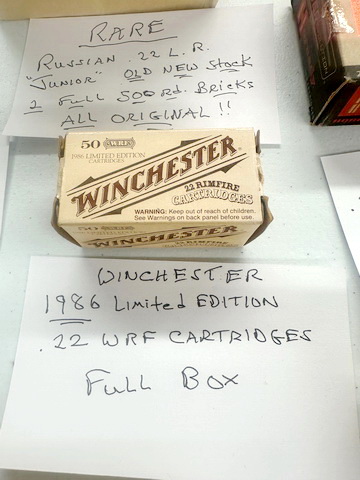 RARE
RUSSIAN .22 L.R.
"JUNIOR" OLD NEW Stock
2 Full 500 Rd. Bricks
ALL ORIGINAL !!
50 WRF
1986 LIMITED EDITION
CARTRIDGES
WINCHESTER
22 RIMFIRE
CARTRIDGES
WARNING: Keep out of reach of children.
See Warnings on back panel before use.
WINCHESTER
WINCHESTER
1986 Limited EDITION
.22 WRF CARTRIDGES
Full Box